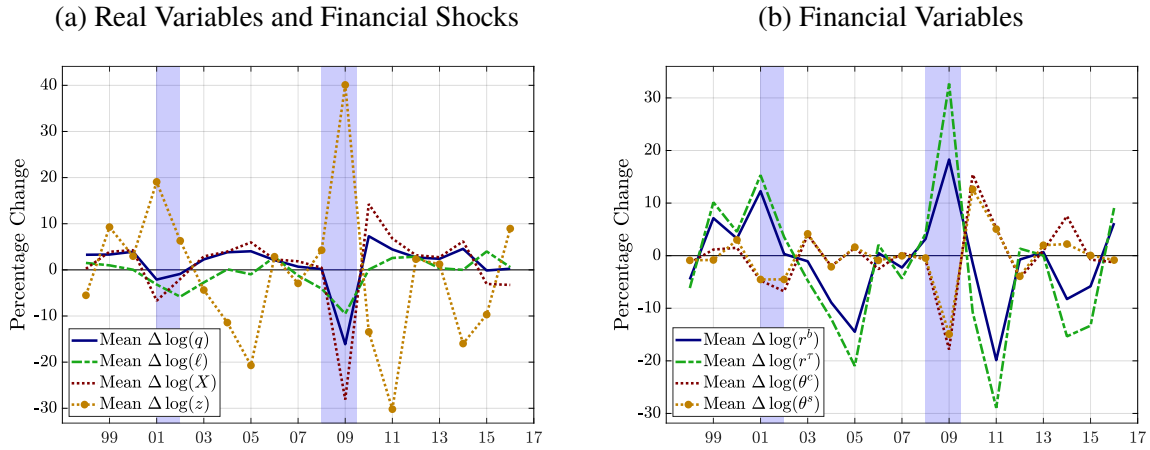 (a) Real Variables and Financial Shocks
(b) Financial Variables
Percentage Change
40
30
20
10
0
-10
-20
-30
Mean Δ log(q)
Mean Δ log(ℓ)
Mean Δ log(X)
Mean Δ log(z)
99 01 03 05 07 09 11 13 15 17
Percentage Change
30
20
10
0
-10
-20
-30
Mean Δ log(r^b)
Mean Δ log(r^τ)
Mean Δ log(θ^c)
Mean Δ log(θ^s)
99 01 03 05 07 09 11 13 15 17